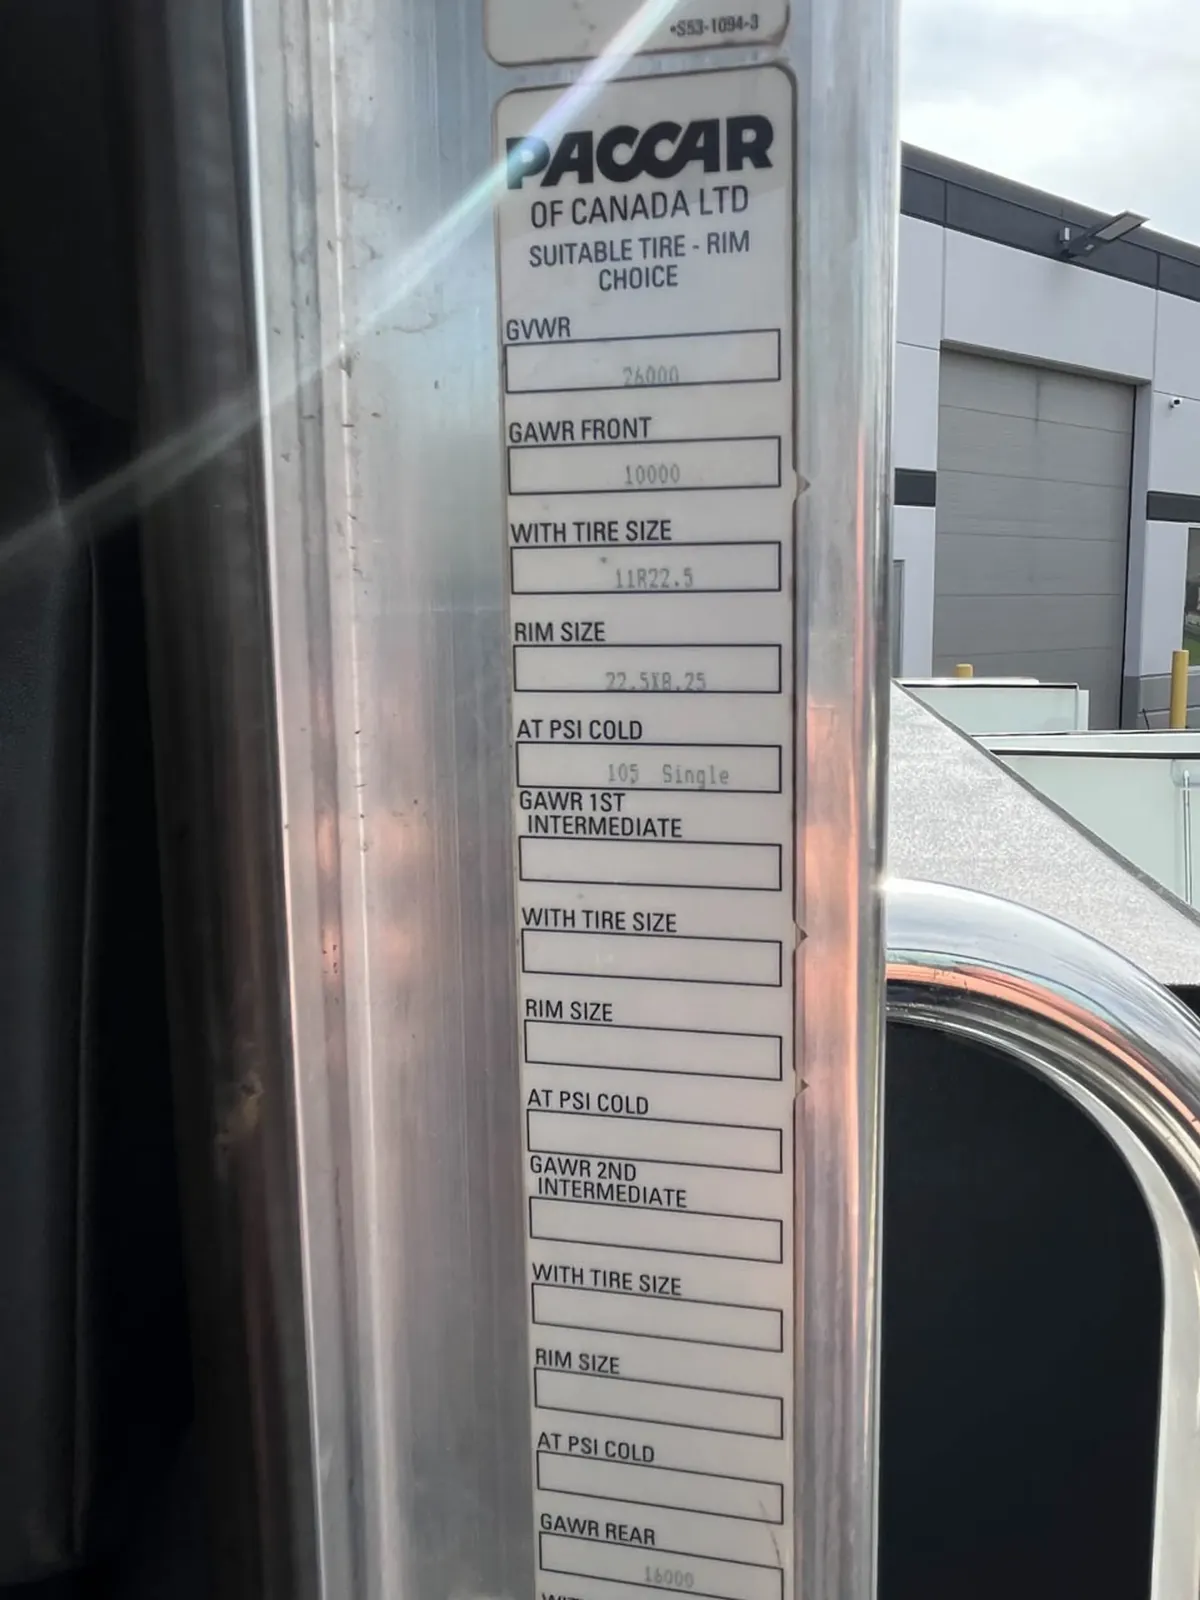 •S53-1094-3
PACCAR
OF CANADA LTD
SUITABLE TIRE - RIM
CHOICE
GVWR
26000
GAWR FRONT
10000
WITH TIRE SIZE
11R22.5
RIM SIZE
22.5X8.25
AT PSI COLD
105 Single
GAWR 1ST
INTERMEDIATE
WITH TIRE SIZE
RIM SIZE
AT PSI COLD
GAWR 2ND
INTERMEDIATE
WITH TIRE SIZE
RIM SIZE
AT PSI COLD
GAWR REAR
16000